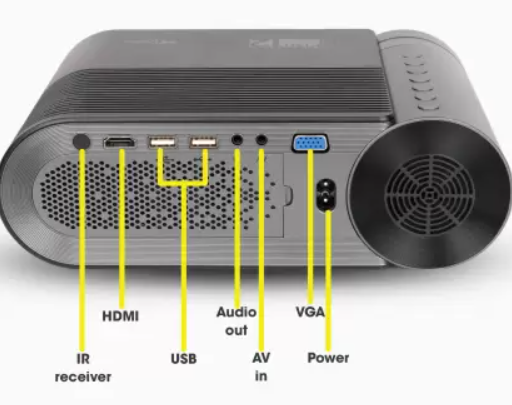 HDMI
Audio
out
VGA
IR
receiver
USB
AV
in
Power